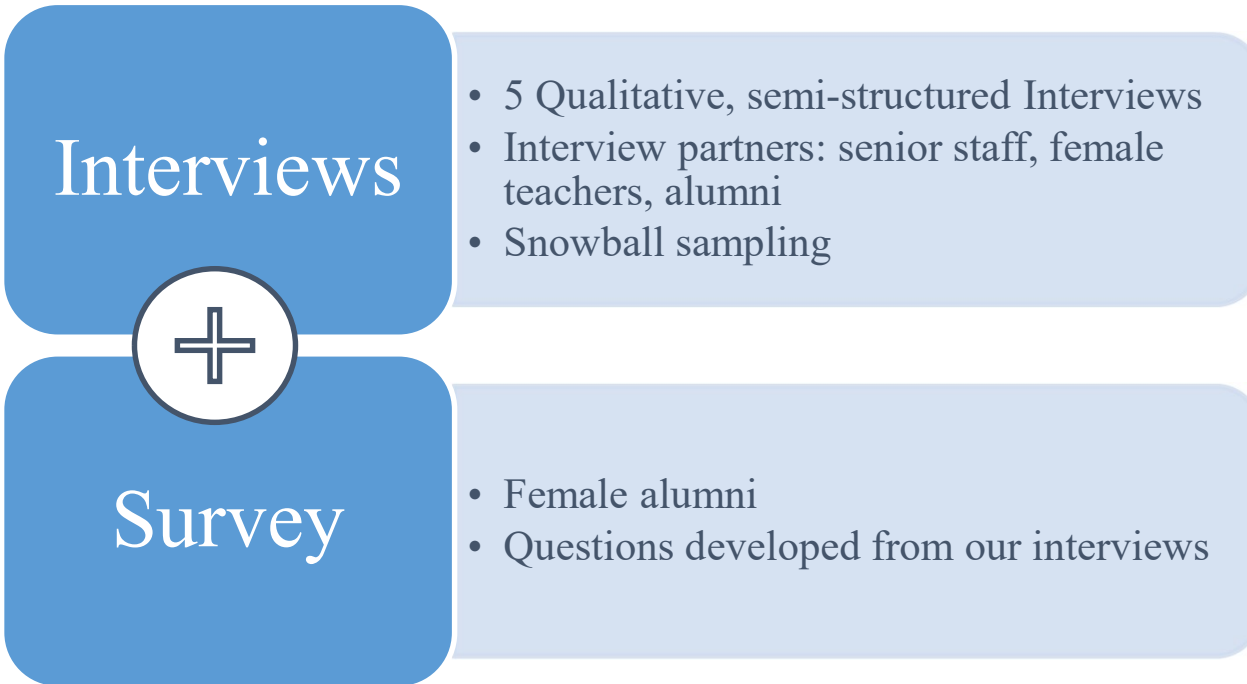 Interviews
• 5 Qualitative, semi-structured Interviews
• Interview partners: senior staff, female
teachers, alumni
• Snowball sampling
Survey
• Female alumni
• Questions developed from our interviews